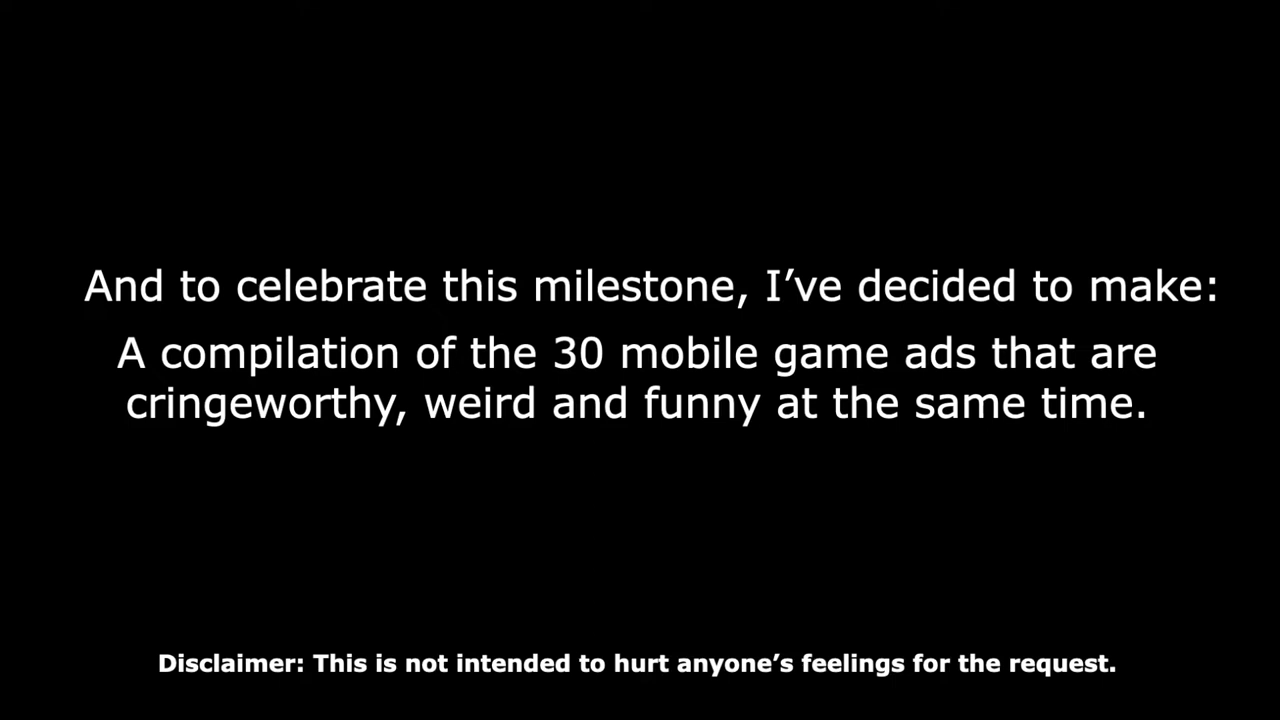 And to celebrate this milestone, I’ve decided to make:
A compilation of the 30 mobile game ads that are
cringeworthy, weird and funny at the same time.
Disclaimer: This is not intended to hurt anyone’s feelings for the request.